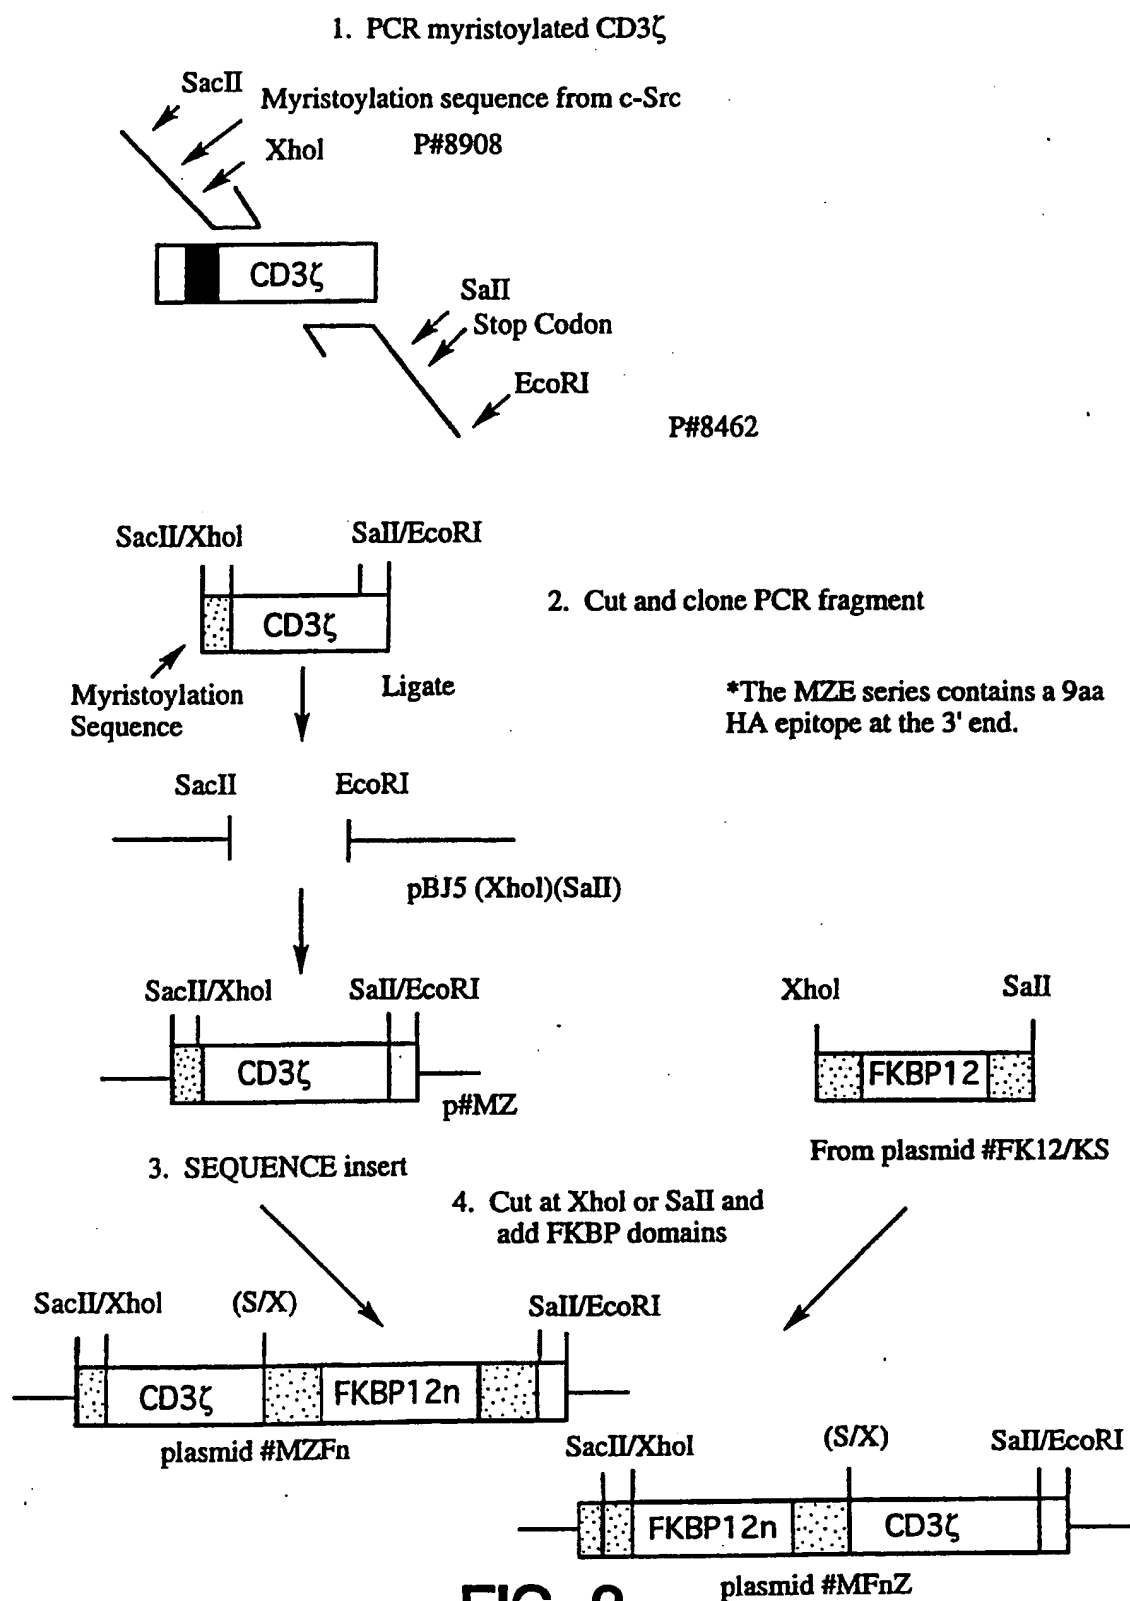 1. PCR myristoylated CD3ζ
SacII
Myristoylation sequence from c-Src
XhoI
P#8908
CD3ζ
SalI
Stop Codon
EcoRI
P#8462
SacII/XhoI
SalI/EcoRI
2. Cut and clone PCR fragment
CD3ζ
Myristoylation
Sequence
Ligate
*The MZE series contains a 9aa
HA epitope at the 3' end.
SacII
EcoRI
pBJ5 (XhoI)(SalI)
SacII/XhoI
SalI/EcoRI
XhoI
SalI
CD3ζ
FKBP12
p#MZ
From plasmid #FK12/KS
3. SEQUENCE insert
4. Cut at XhoI or SalI and
add FKBP domains
SacII/XhoI
(S/X)
SalI/EcoRI
CD3ζ
FKBP12n
plasmid #MZFn
SacII/XhoI
(S/X)
SalI/EcoRI
FKBP12n
CD3ζ
plasmid #MFnZ
FIG.